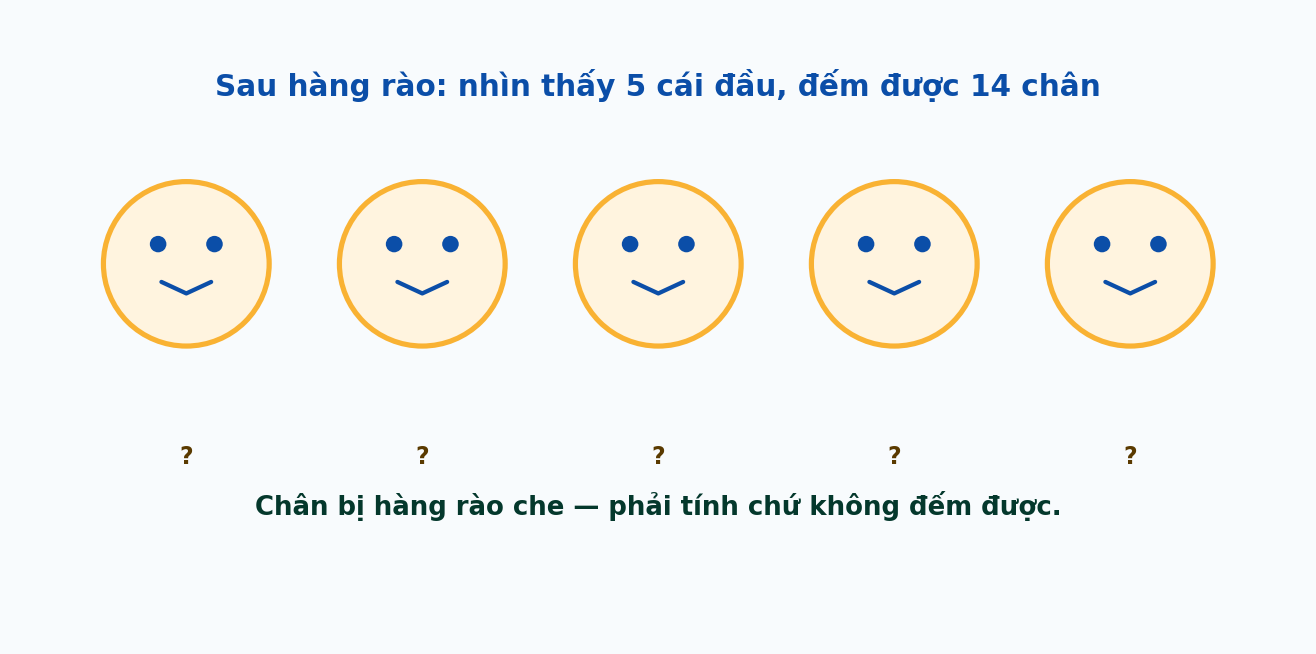 Sau hàng rào: nhìn thấy 5 cái đầu, đếm được 14 chân
? ? ? ? ?
Chân bị hàng rào che — phải tính chứ không đếm được.